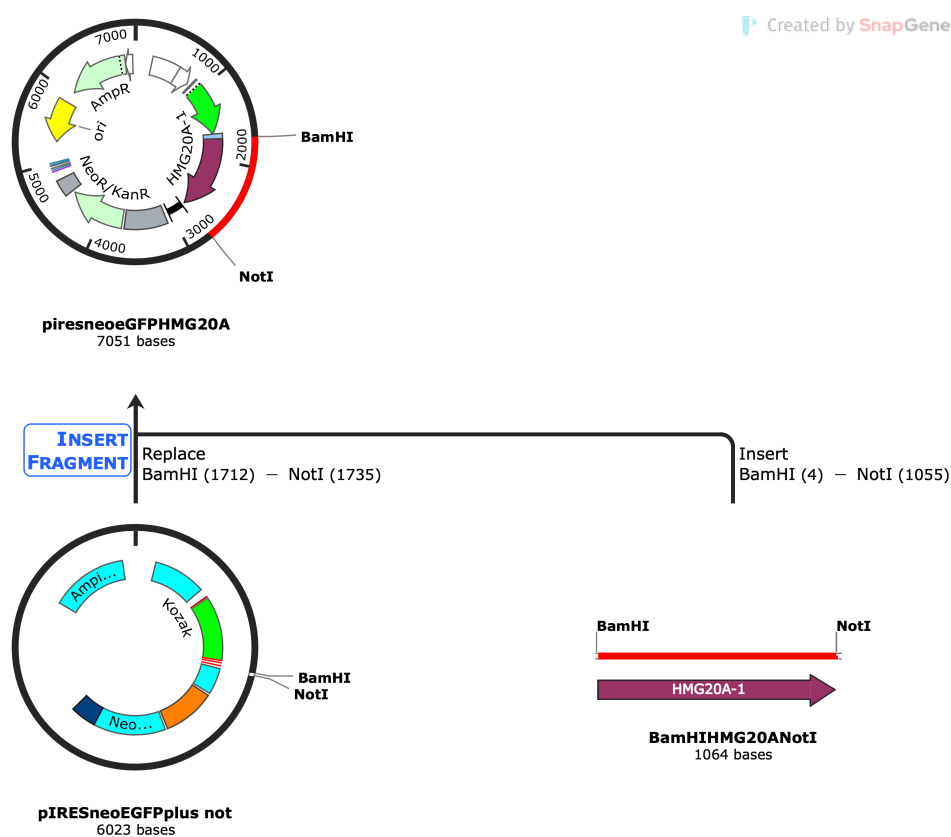 Created by SnapGene
7000
1000
6000
AmpR
ori
HMG20A-1
2000
BamHI
5000
NeoR/KanR
3000
4000
NotI
piresneoeGFPHMG20A
7051 bases
INSERT
FRAGMENT
Replace
BamHI (1712) – NotI (1735)
Insert
BamHI (4) – NotI (1055)
Ampi...
Kozak
BamHI
NotI
Neo...
pIRESneoEGFPplus not
6023 bases
BamHI
NotI
HMG20A-1
BamHIHMG20ANotI
1064 bases